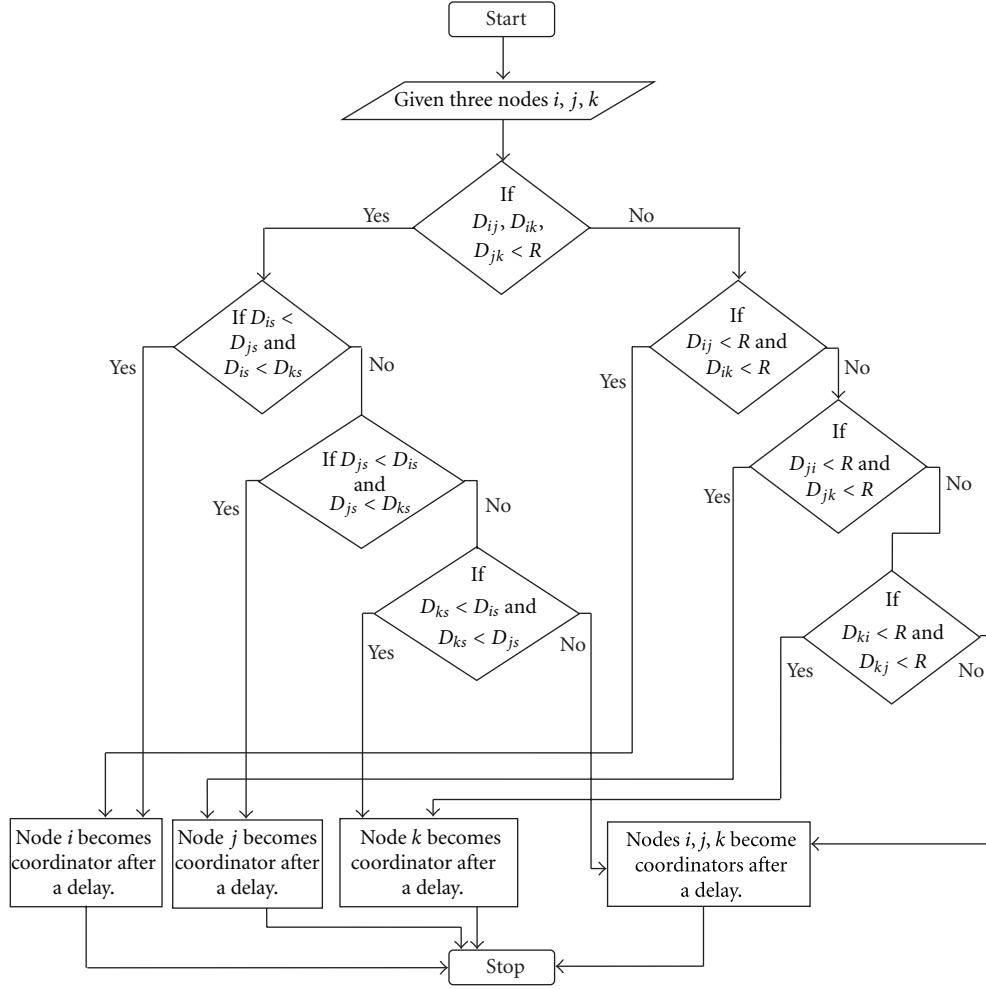 Start
Given three nodes i, j, k
If
D_ij, D_ik,
D_jk < R
Yes
No
If D_is <
D_js and
D_is < D_ks
Yes
No
If
D_ij < R and
D_ik < R
Yes
No
If D_js < D_is
and
D_js < D_ks
Yes
No
If
D_ji < R and
D_jk < R
Yes
No
If
D_ks < D_is and
D_ks < D_js
Yes
No
If
D_ki < R and
D_kj < R
Yes
No
Node i becomes
coordinator after
a delay.
Node j becomes
coordinator after
a delay.
Node k becomes
coordinator after
a delay.
Nodes i, j, k become
coordinators after
a delay.
Stop